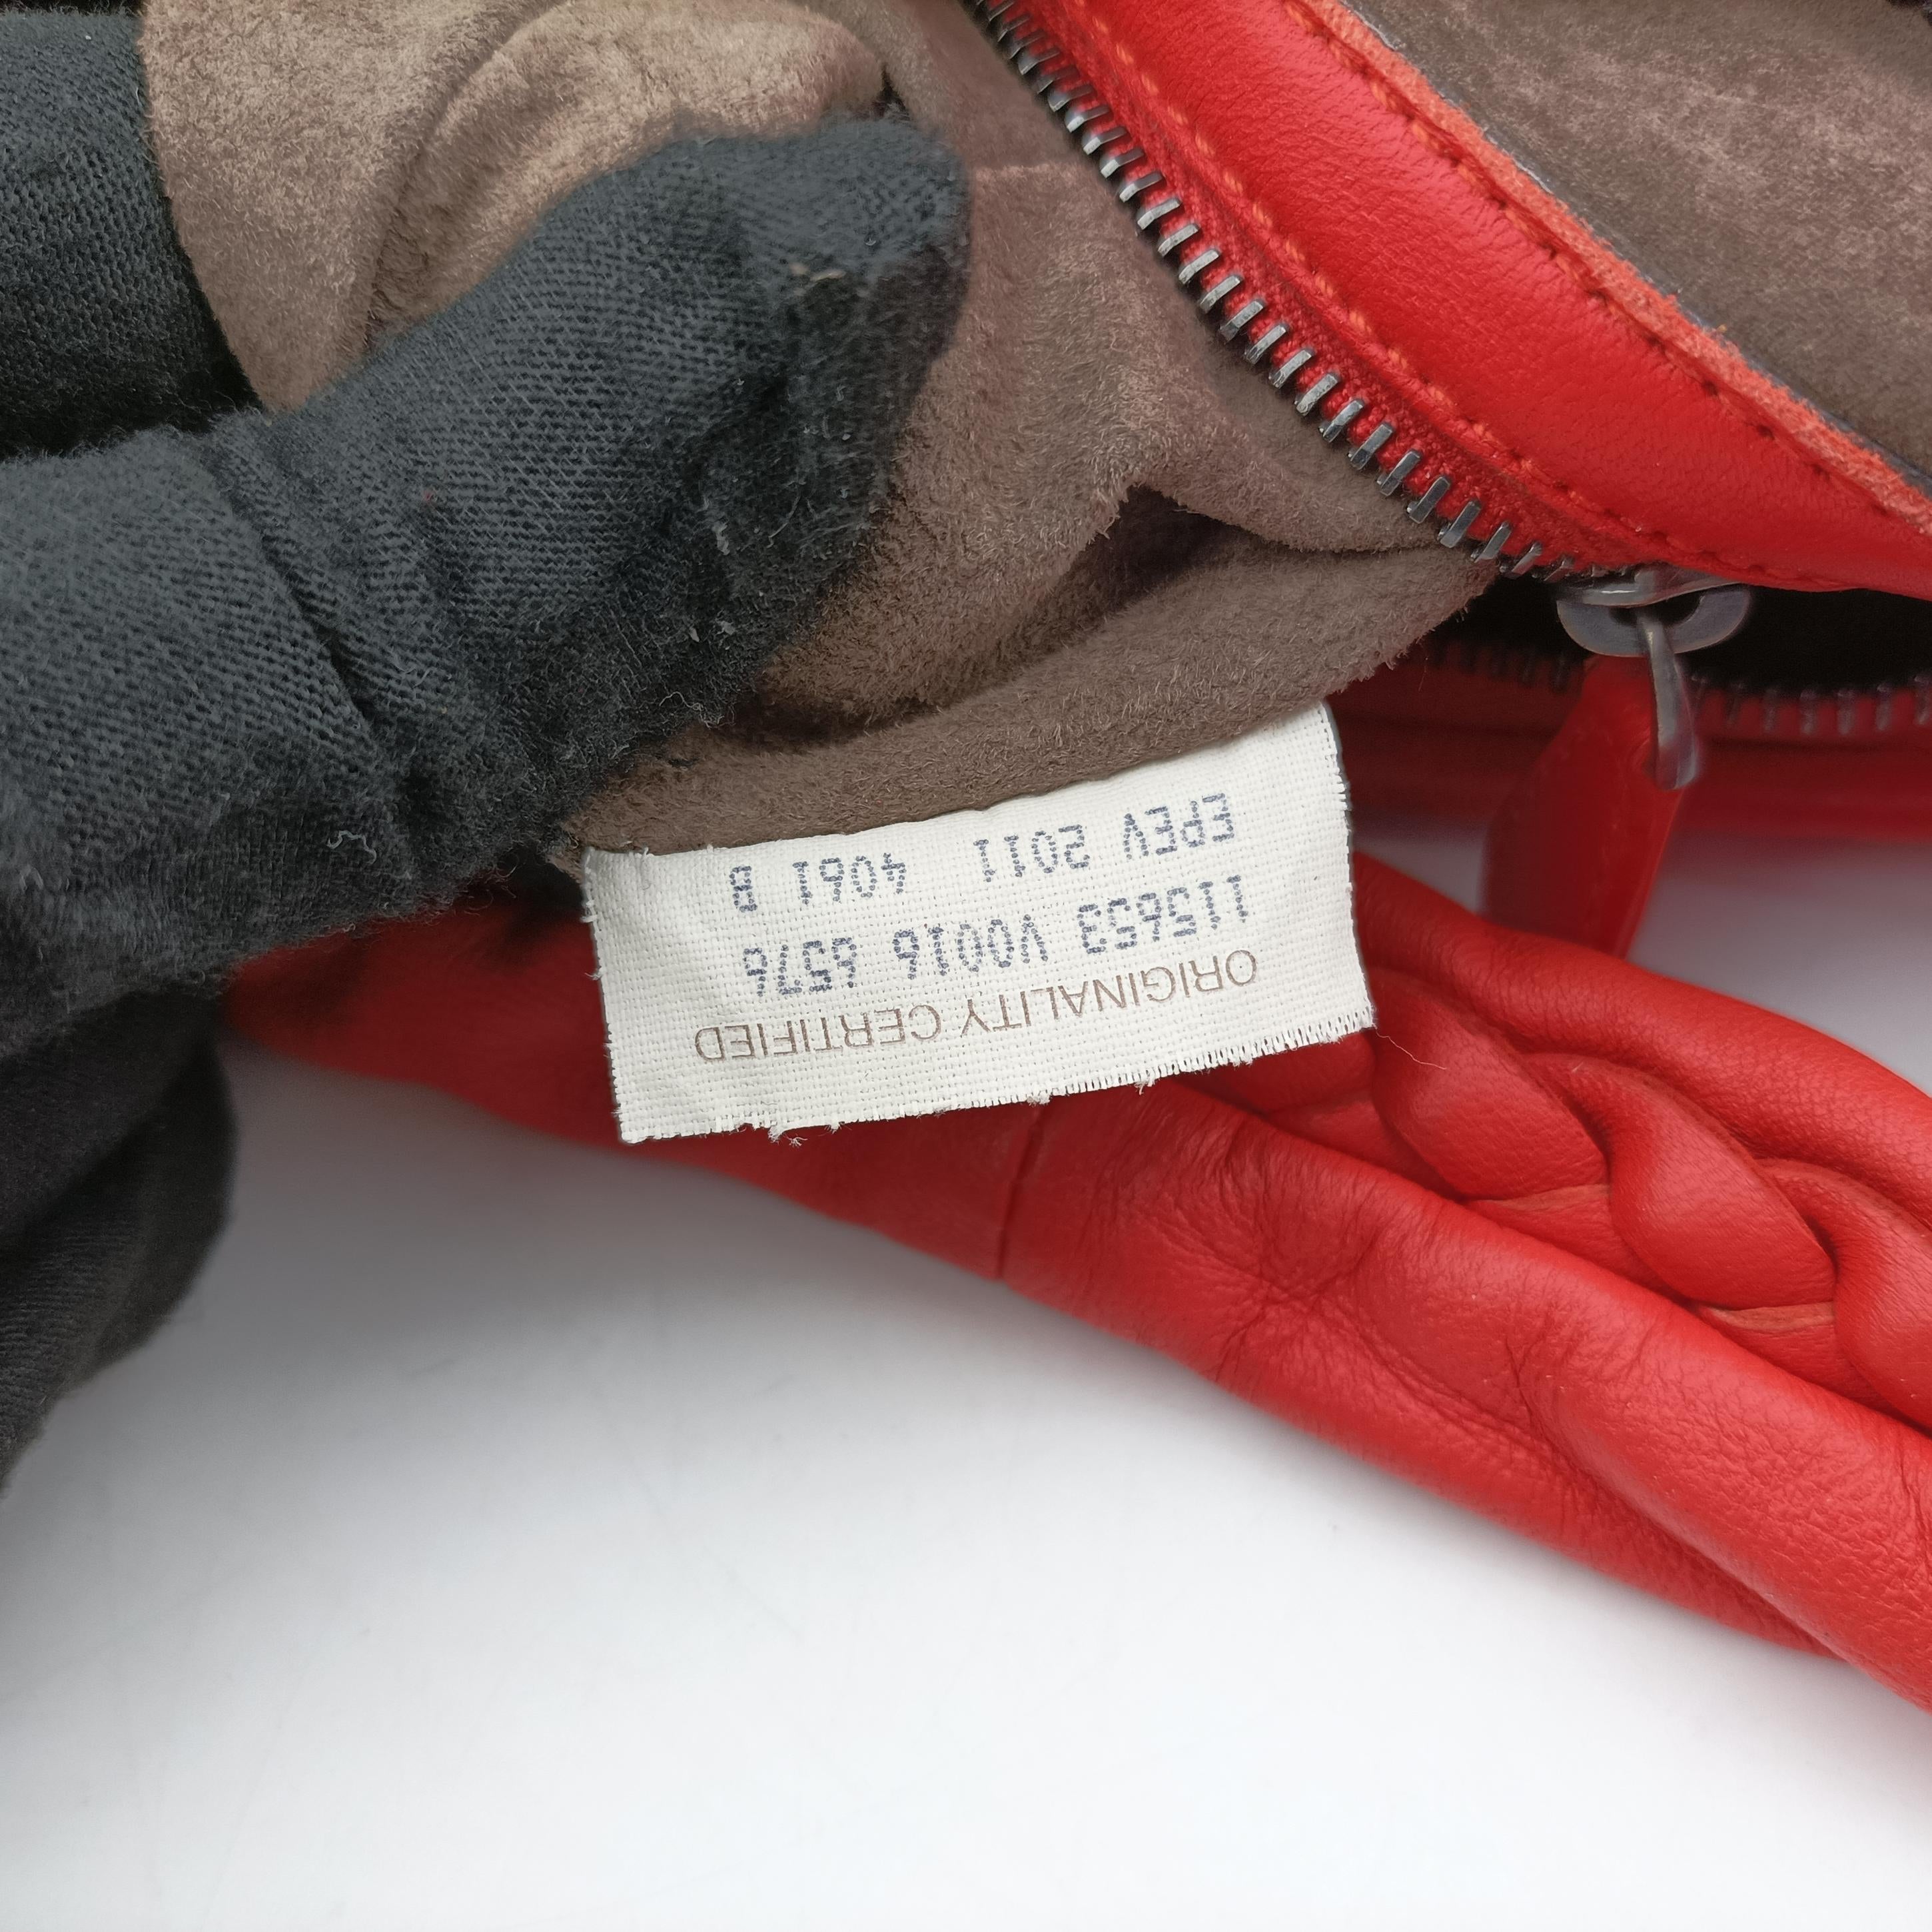 ORIGINALITY CERTIFIED
115653 V0016 6576
EPEV 2011 4061 B